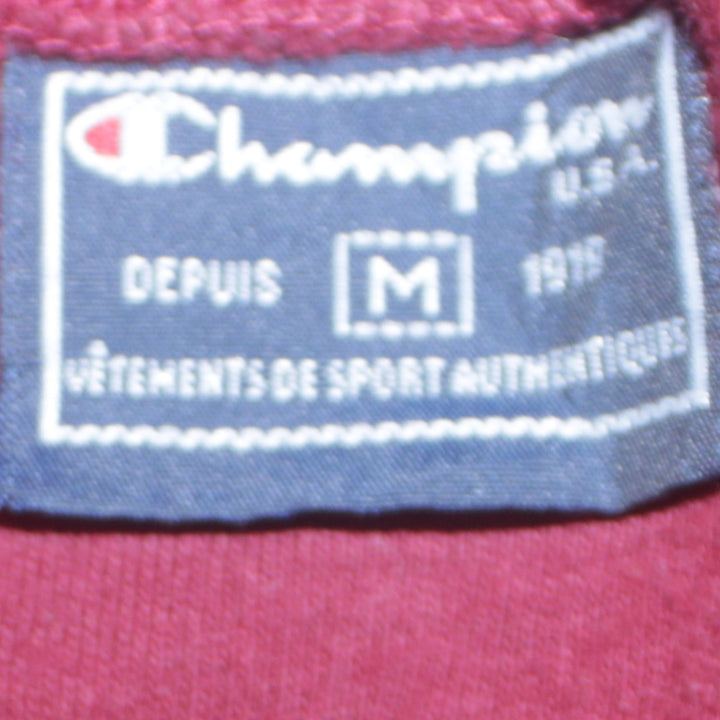 Champion
U.S.A.
DEPUIS M 1919
VÊTEMENTS DE SPORT AUTHENTIQUES